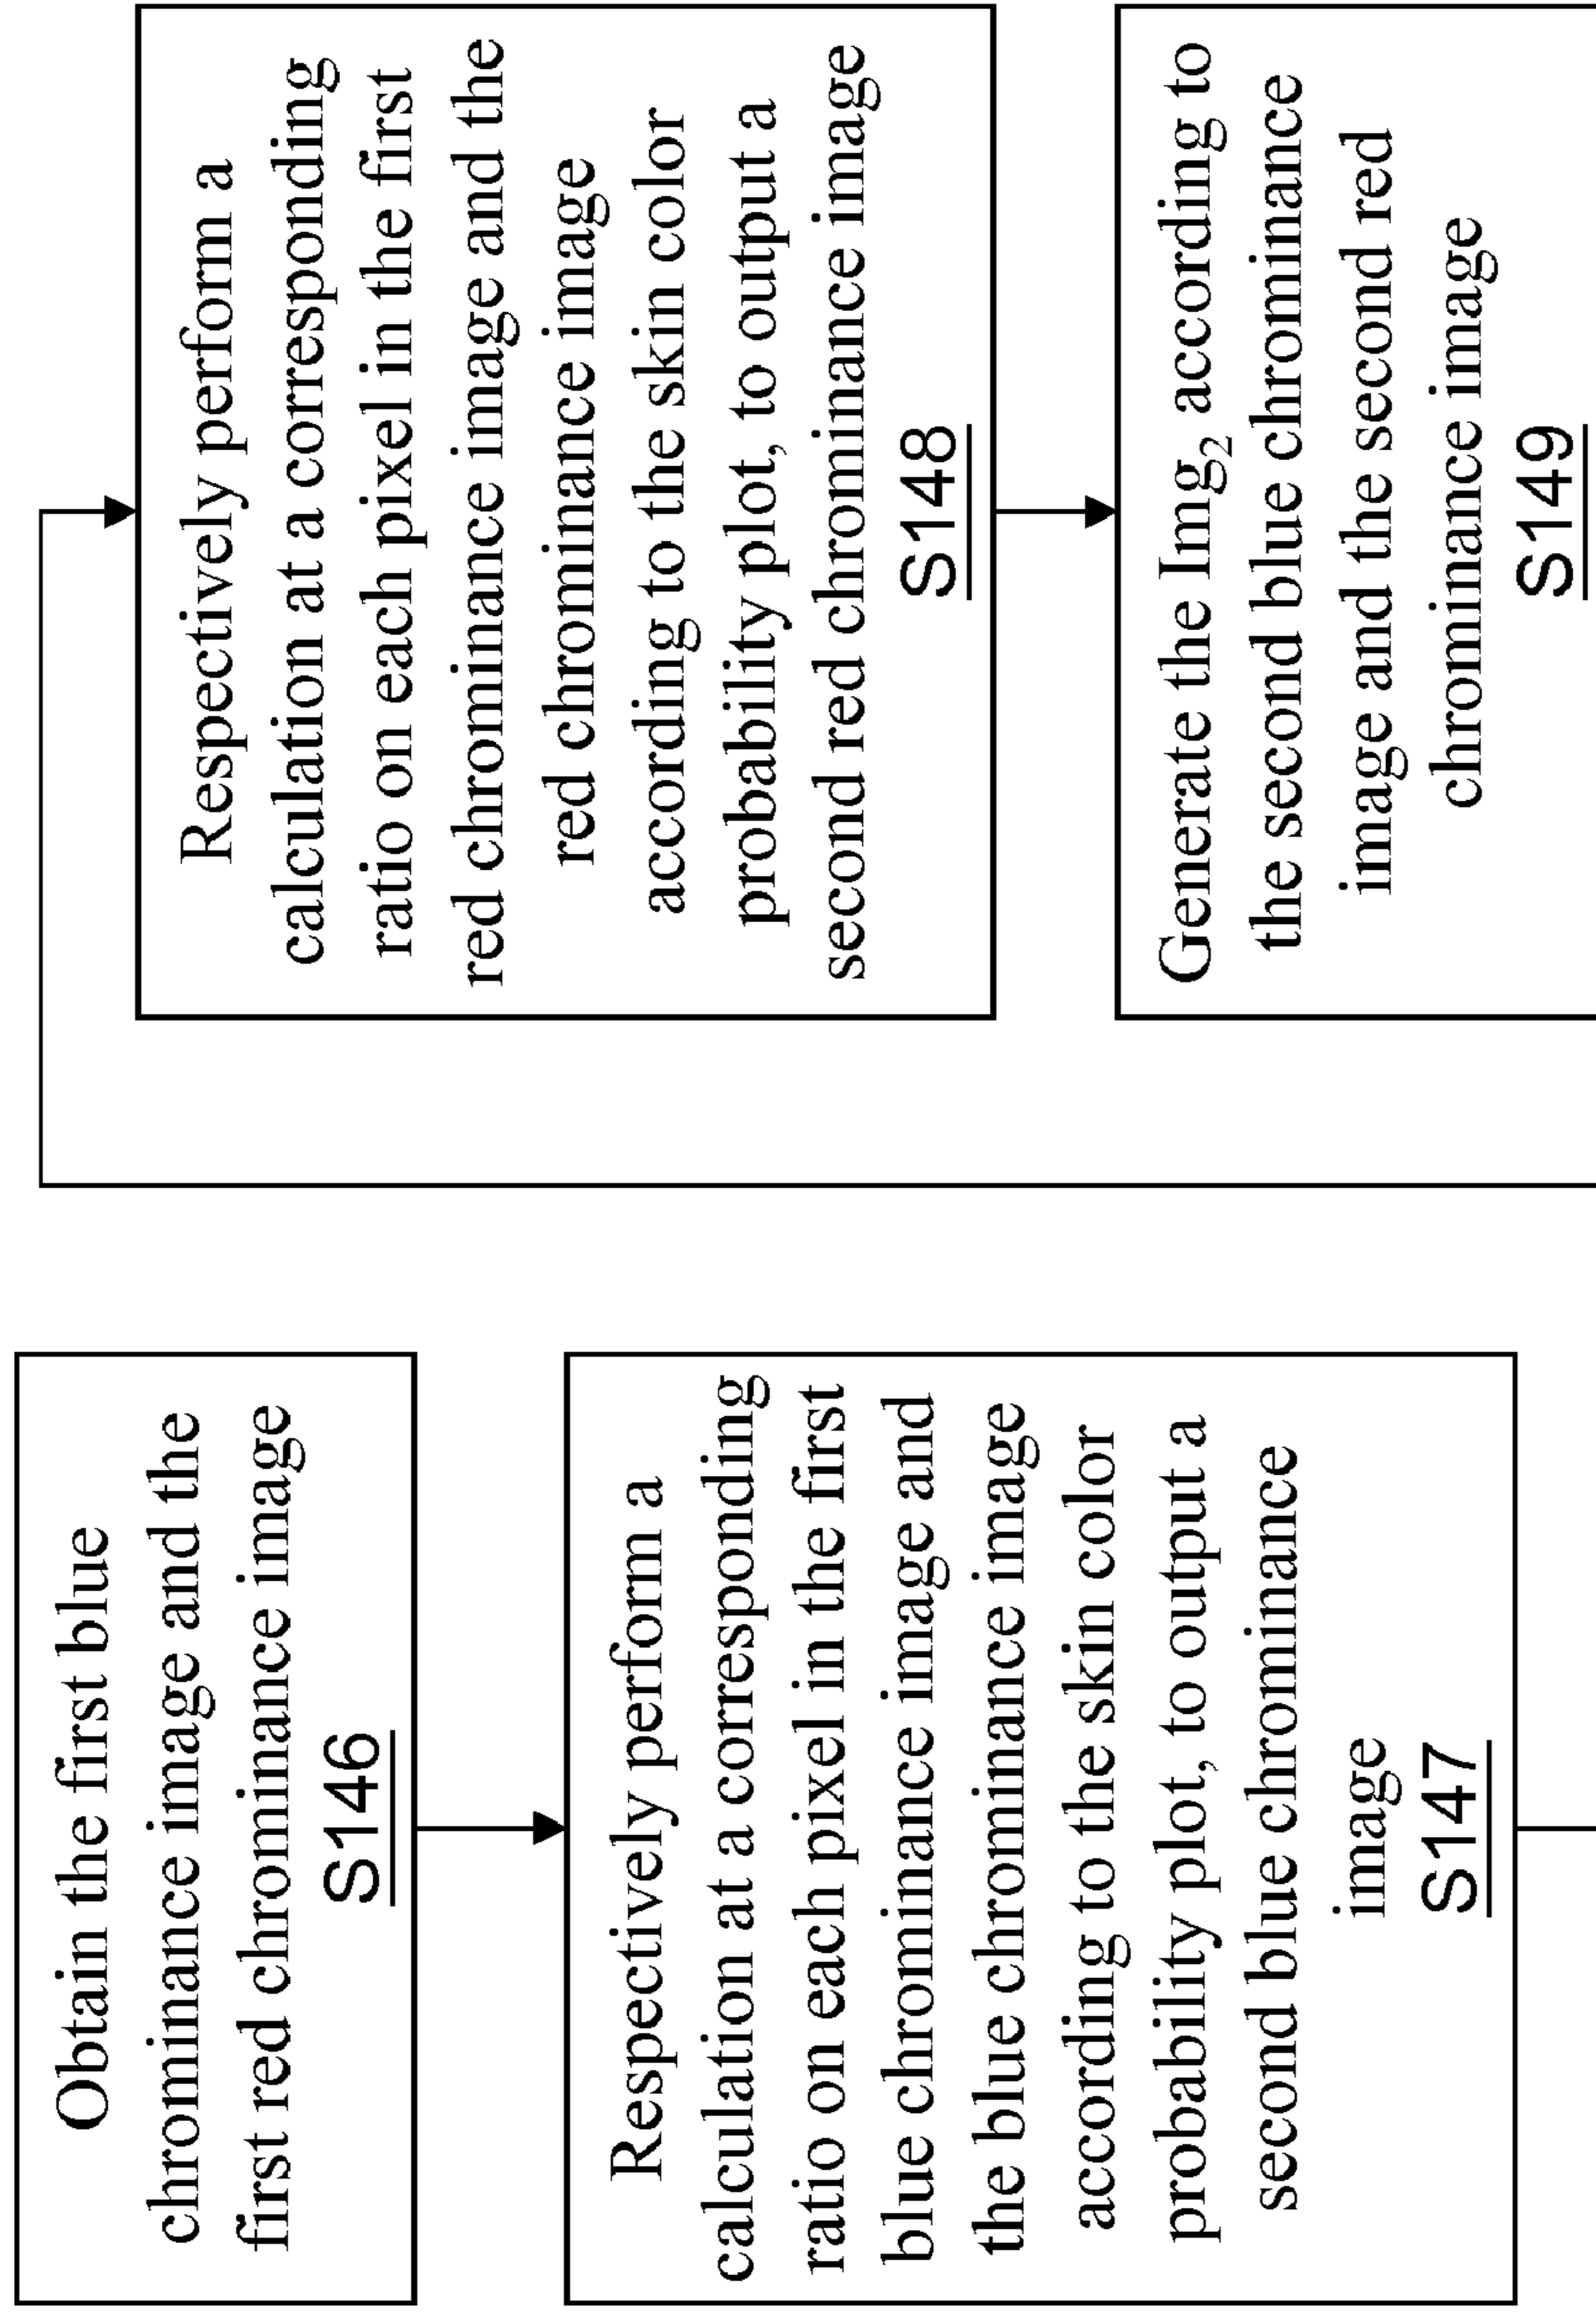 Obtain the first blue
chrominance image and the
first red chrominance image
S146
Respectively perform a
calculation at a corresponding
ratio on each pixel in the first
blue chrominance image and
the blue chrominance image
according to the skin color
probability plot, to output a
second blue chrominance
image
S147
Respectively perform a
calculation at a corresponding
ratio on each pixel in the first
red chrominance image and the
red chrominance image
according to the skin color
probability plot, to output a
second red chrominance image
S148
Generate the Img₂ according to
the second blue chrominance
image and the second red
chrominance image
S149